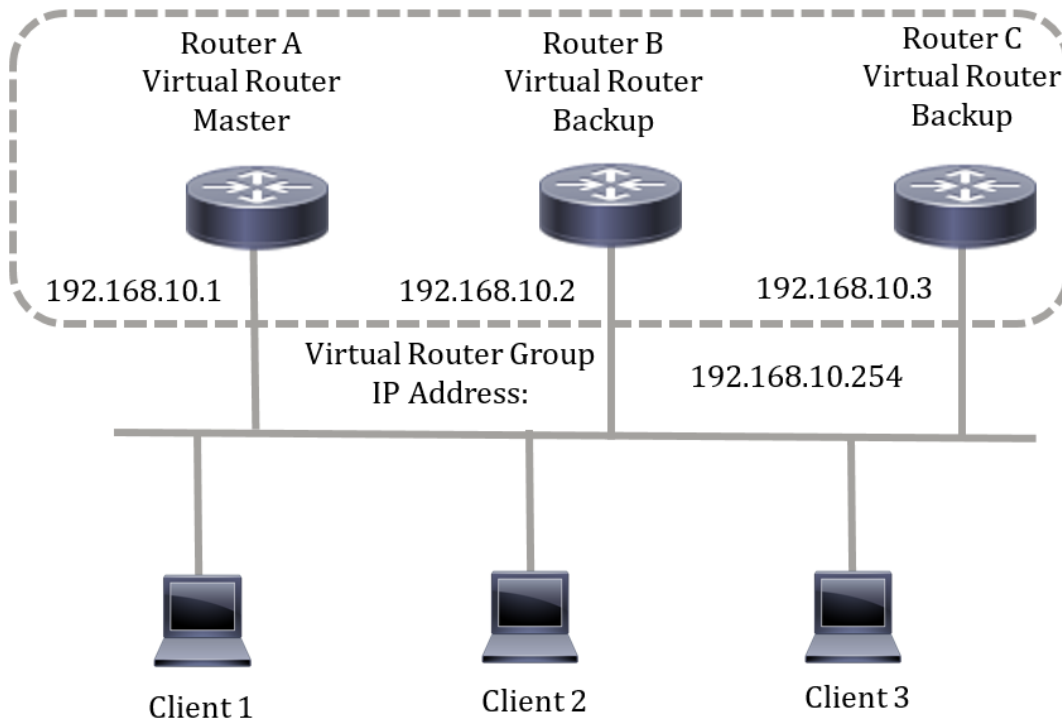 Router A
Virtual Router
Master
Router B
Virtual Router
Backup
Router C
Virtual Router
Backup
192.168.10.1
192.168.10.2
192.168.10.3
Virtual Router Group
IP Address:
192.168.10.254
Client 1
Client 2
Client 3